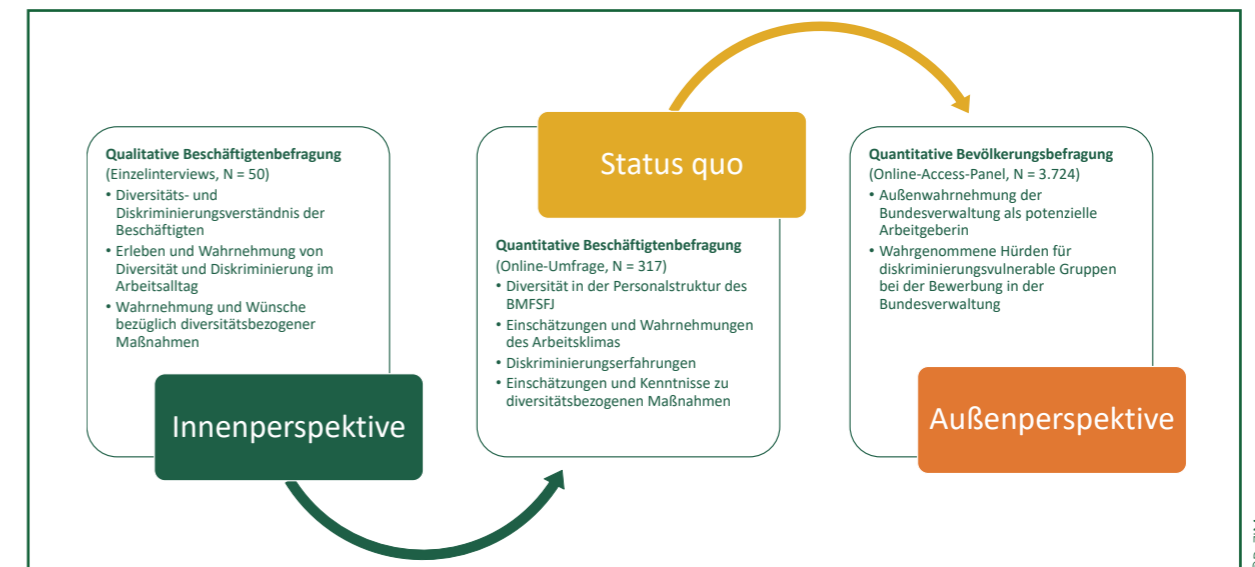 Qualitative Beschäftigtenbefragung
(Einzelinterviews, N = 50)
• Diversitäts- und
Diskriminierungsverständnis der
Beschäftigten
• Erleben und Wahrnehmung von
Diversität und Diskriminierung im
Arbeitsalltag
• Wahrnehmung und Wünsche
bezüglich diversitätsbezogener
Maßnahmen
Innenperspektive
Status quo
Quantitative Beschäftigtenbefragung
(Online-Umfrage, N = 317)
• Diversität in der Personalstruktur des
BMFSFJ
• Einschätzungen und Wahrnehmungen
des Arbeitsklimas
• Diskriminierungserfahrungen
• Einschätzungen und Kenntnisse zu
diversitätsbezogenen Maßnahmen
Quantitative Bevölkerungsbefragung
(Online-Access-Panel, N = 3.724)
• Außenwahrnehmung der
Bundesverwaltung als potenzielle
Arbeitgeberin
• Wahrgenommene Hürden für
diskriminierungsvulnerable Gruppen
bei der Bewerbung in der
Bundesverwaltung
Außenperspektive